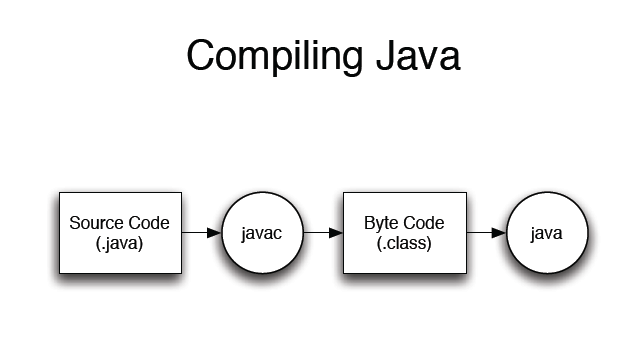 Compiling Java
Source Code
(.java)
javac
Byte Code
(.class)
java